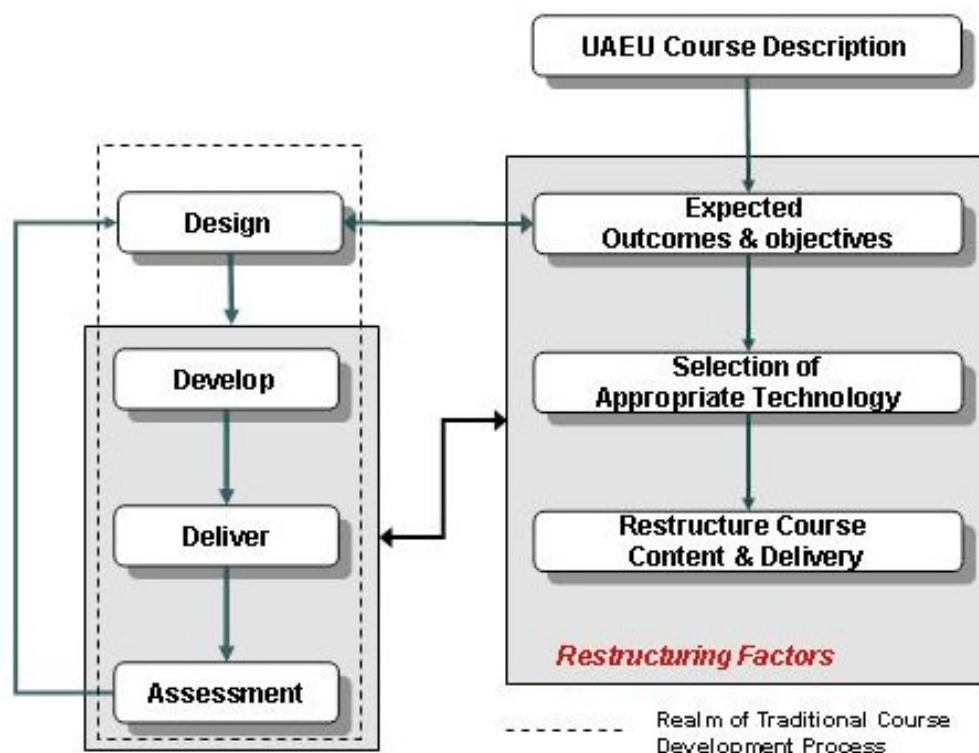 UAEU Course Description
Design
Expected
Outcomes & objectives
Develop
Selection of
Appropriate Technology
Deliver
Restructure Course
Content & Delivery
Assessment
Restructuring Factors
Realm of Traditional Course
Development Process